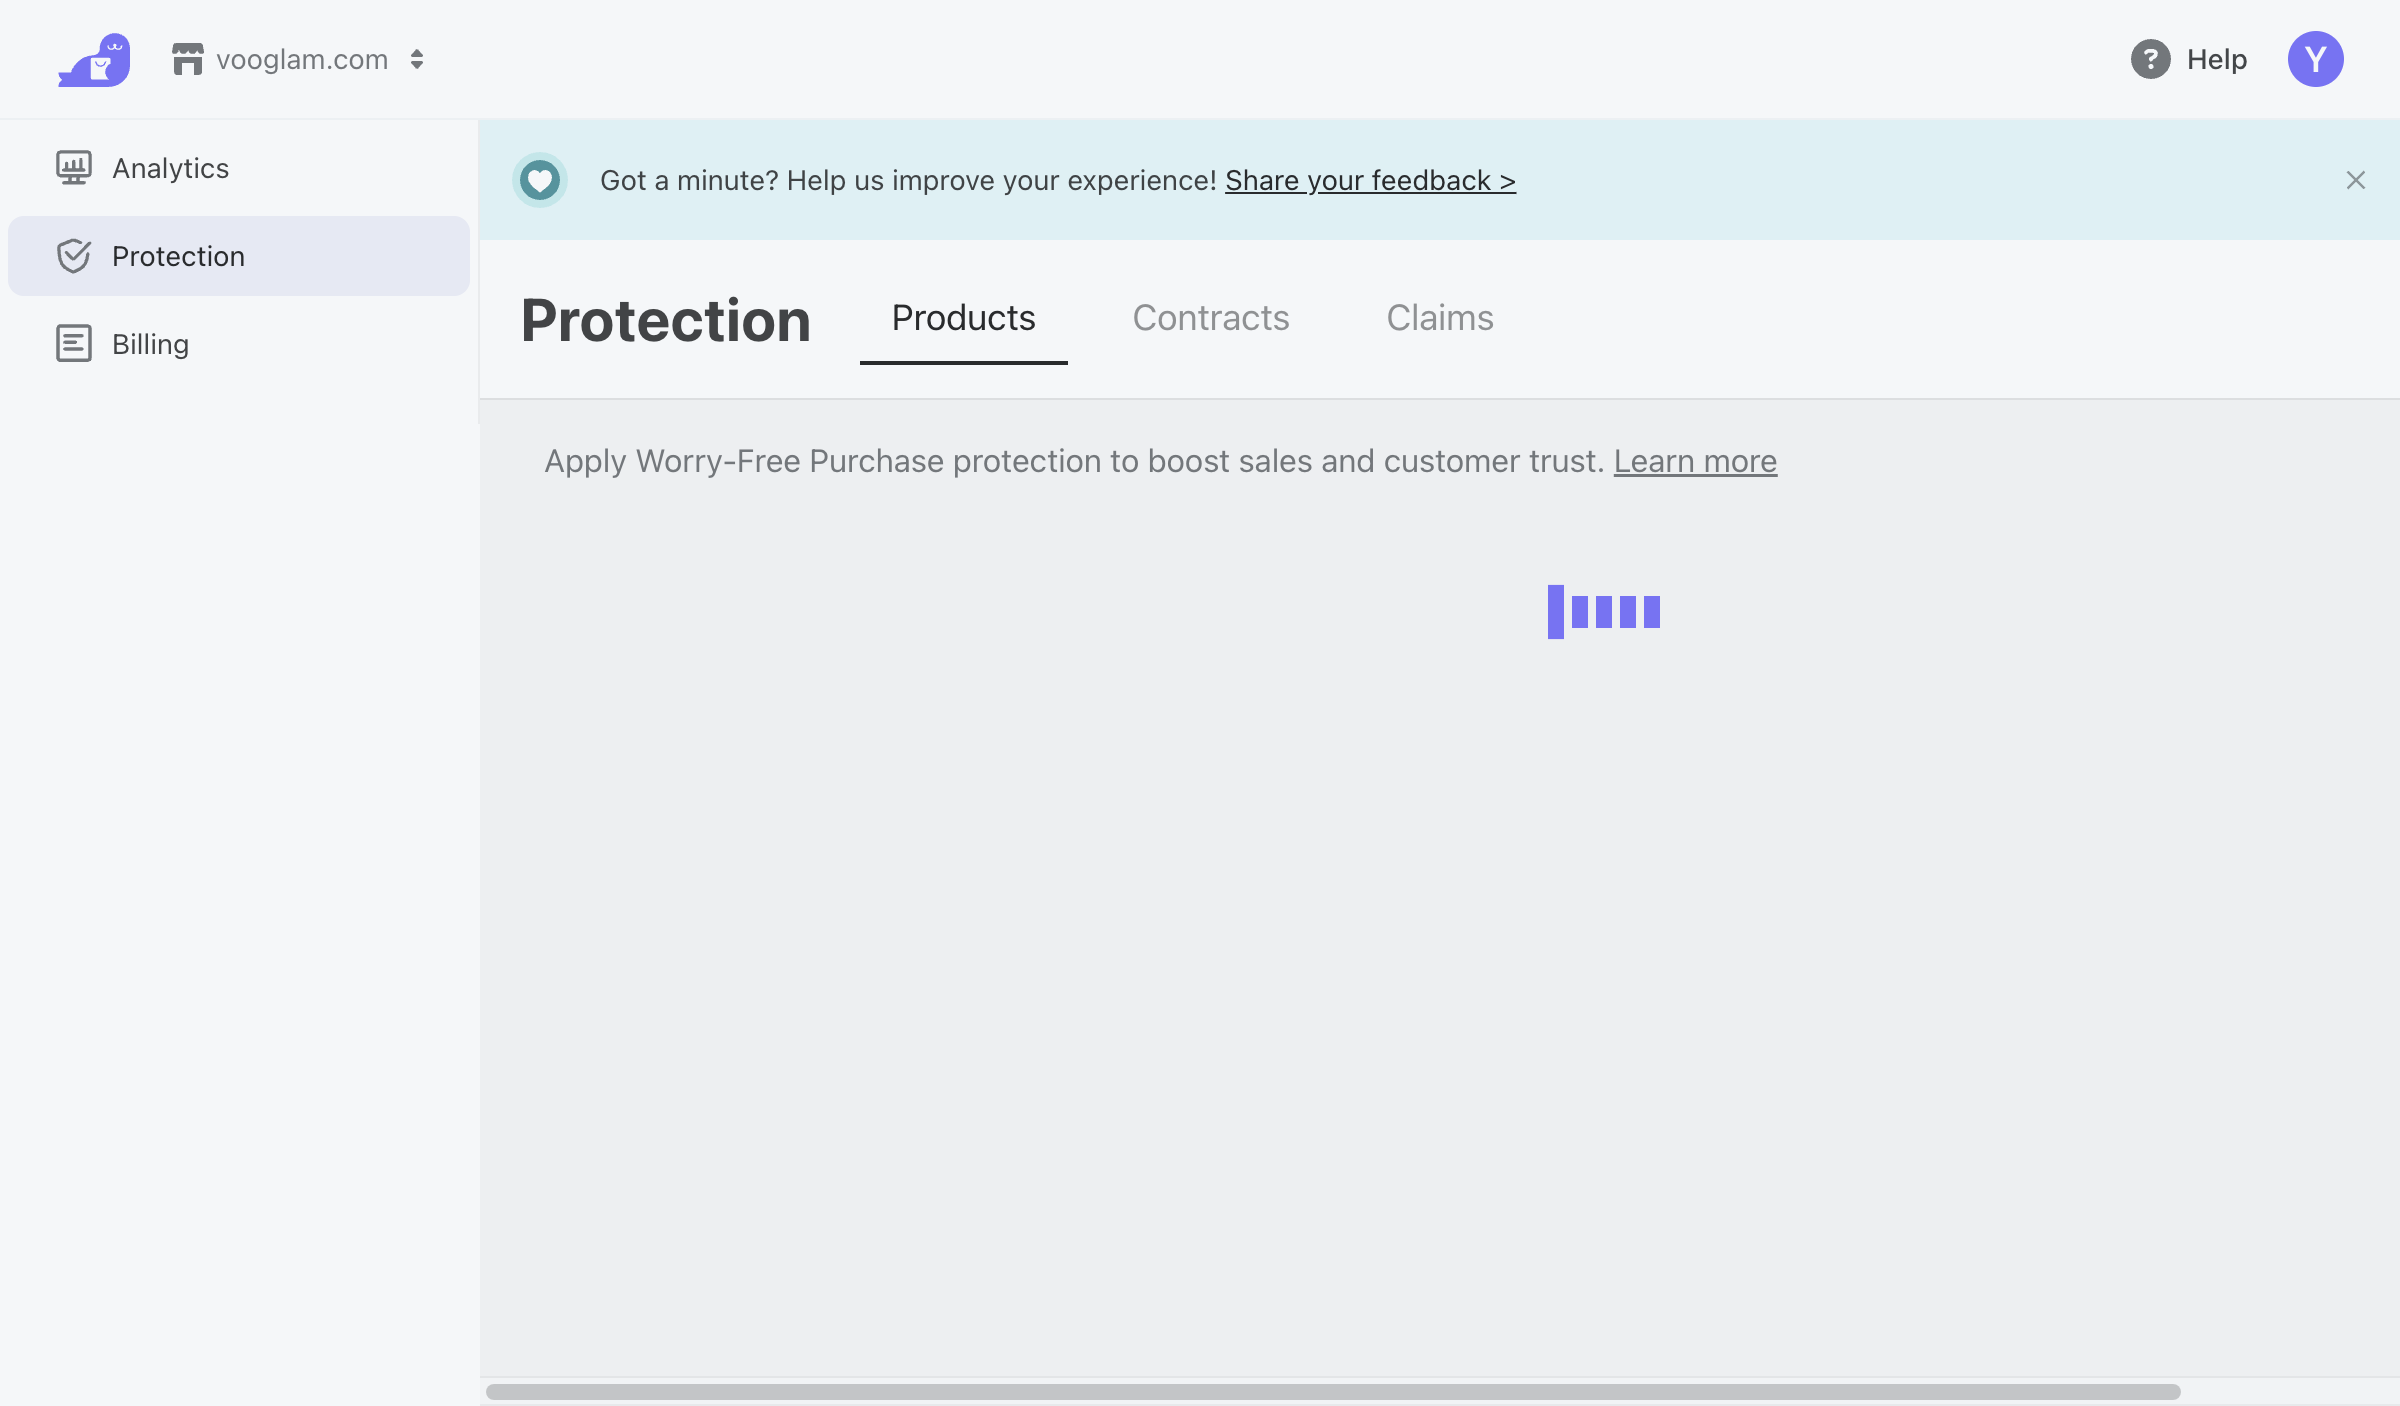 vooglam.com
? Help
Y
Analytics
Protection
Billing
Got a minute? Help us improve your experience! Share your feedback >
Protection
Products
Contracts
Claims
Apply Worry-Free Purchase protection to boost sales and customer trust. Learn more